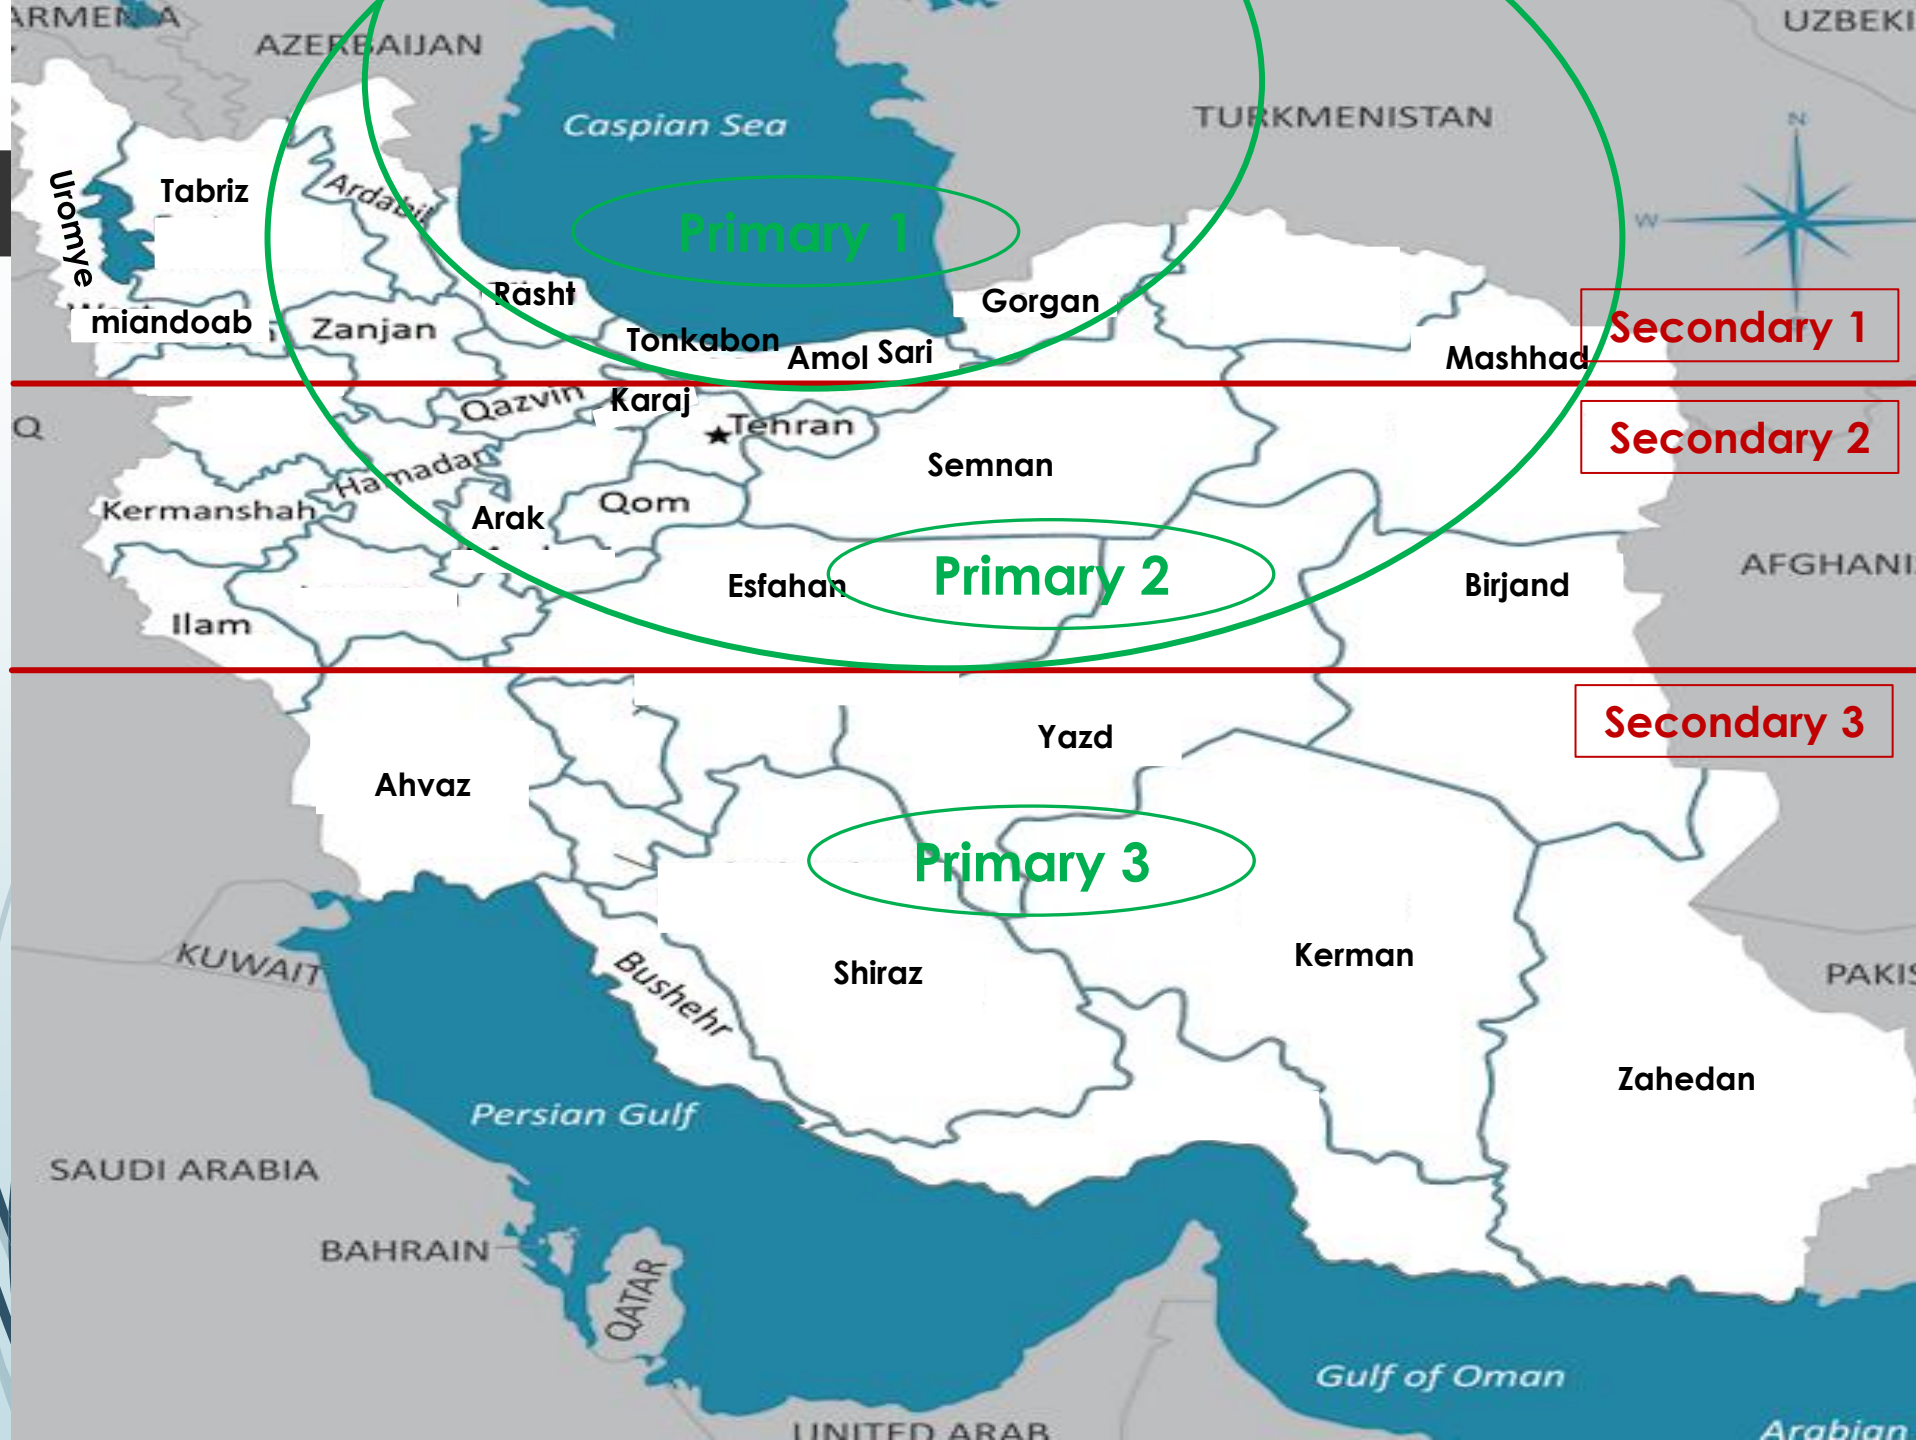 ARMENIA
AZERBAIJAN
UZBEKI
Caspian Sea
TURKMENISTAN
N
W
Uromye
Tabriz
Ardabil
Primary 1
Rasht
Gorgan
miandoab
Zanjan
Tonkabon
Amol
Sari
Mashhad
Secondary 1
Qazvin
Karaj
Tehran
Secondary 2
Q
Hamadan
Semnan
Kermanshah
Arak
Qom
Esfahan
Primary 2
Birjand
AFGHANI
Ilam
Secondary 3
Yazd
Ahvaz
Primary 3
KUWAIT
Bushehr
Shiraz
Kerman
PAKIS
Zahedan
Persian Gulf
SAUDI ARABIA
BAHRAIN
QATAR
Gulf of Oman
UNITED ARAB
Arabian